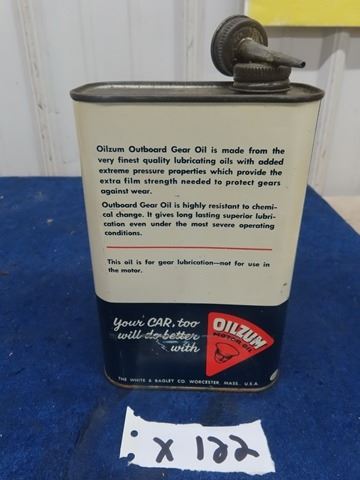 Oilzum Outboard Gear Oil is made from the
very finest quality lubricating oils with added
extreme pressure properties which provide the
extra film strength needed to protect gears
against wear.
Outboard Gear Oil is highly resistant to chemi-
cal change. It gives long lasting superior lubri-
cation even under the most severe operating
conditions.
This oil is for gear lubrication—not for use in
the motor.
Your CAR, too
will do better
with
OILZUM
MOTOR OIL
THE WHITE & BAGLEY CO. WORCESTER, MASS., U.S.A.
X 122